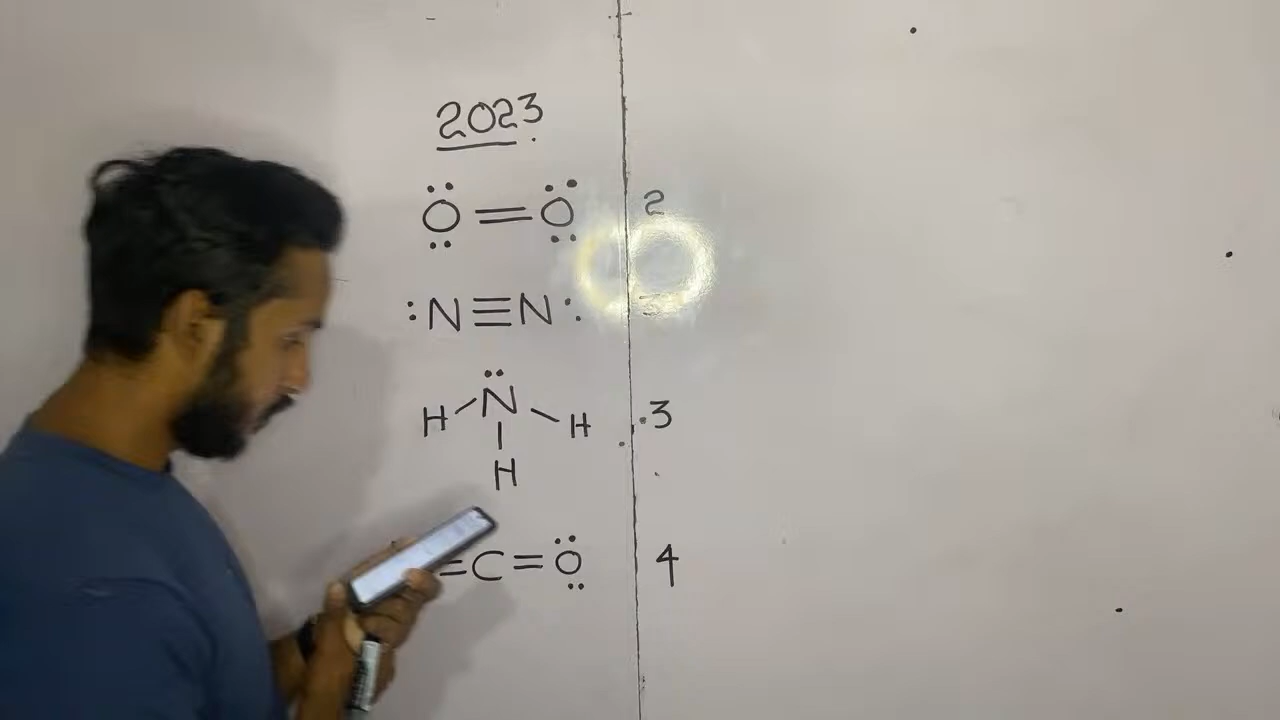 2023
Ö=Ö 2
:N≡N:
N̈
H H 3
H
=C=Ö 4